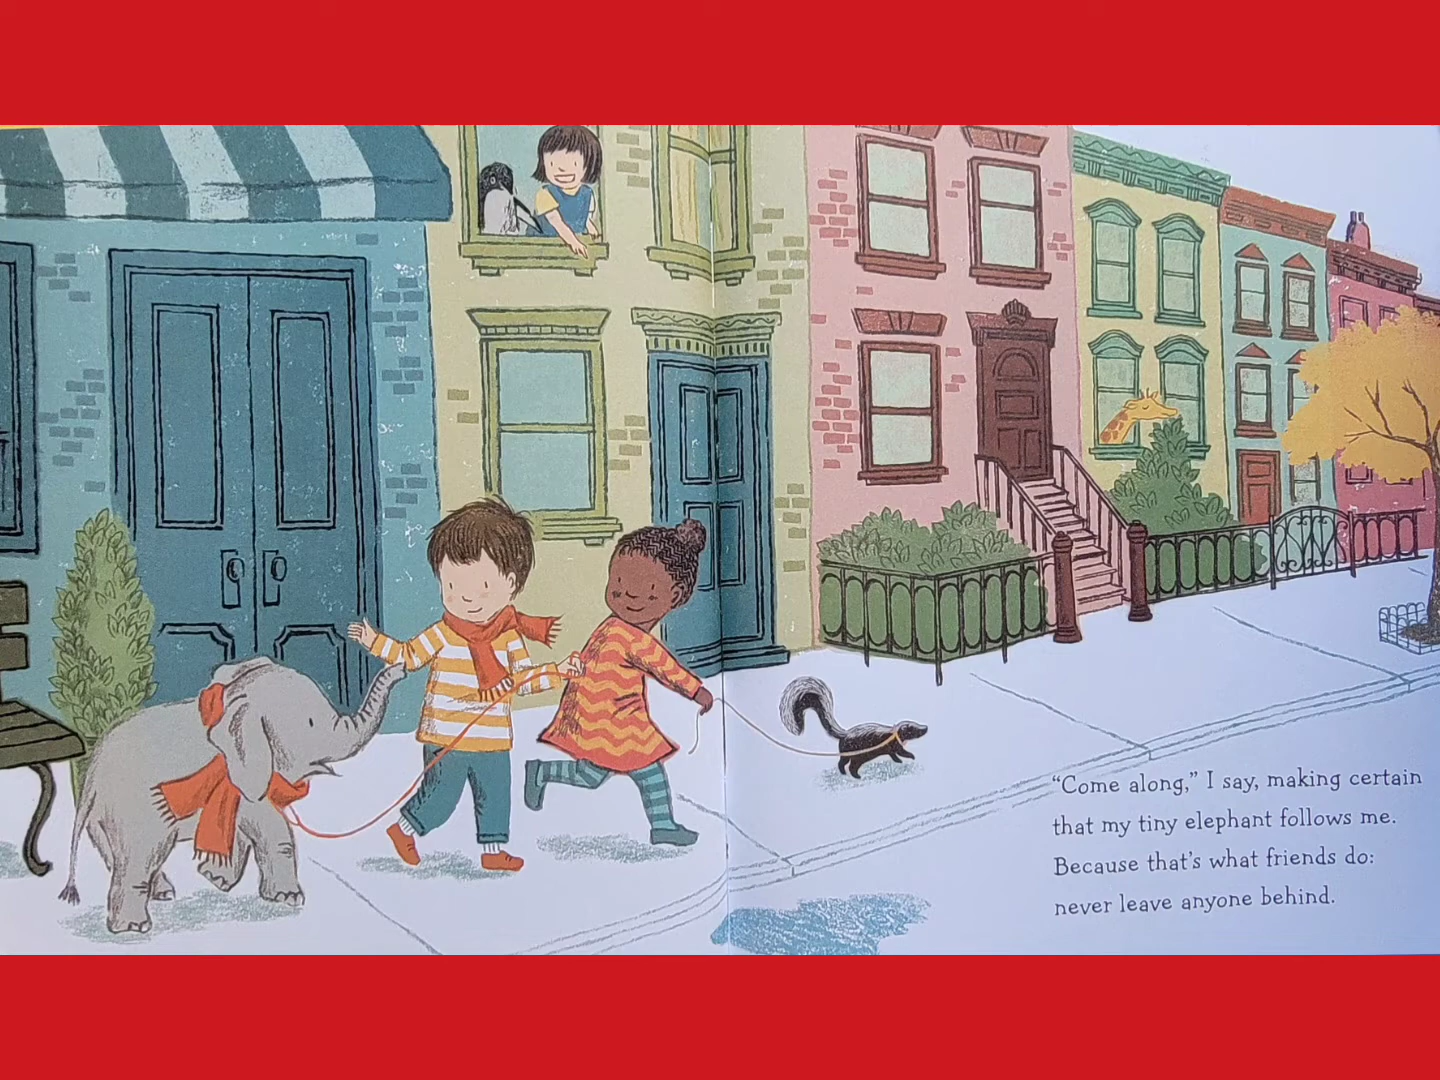 “Come along,” I say, making certain
that my tiny elephant follows me.
Because that’s what friends do:
never leave anyone behind.